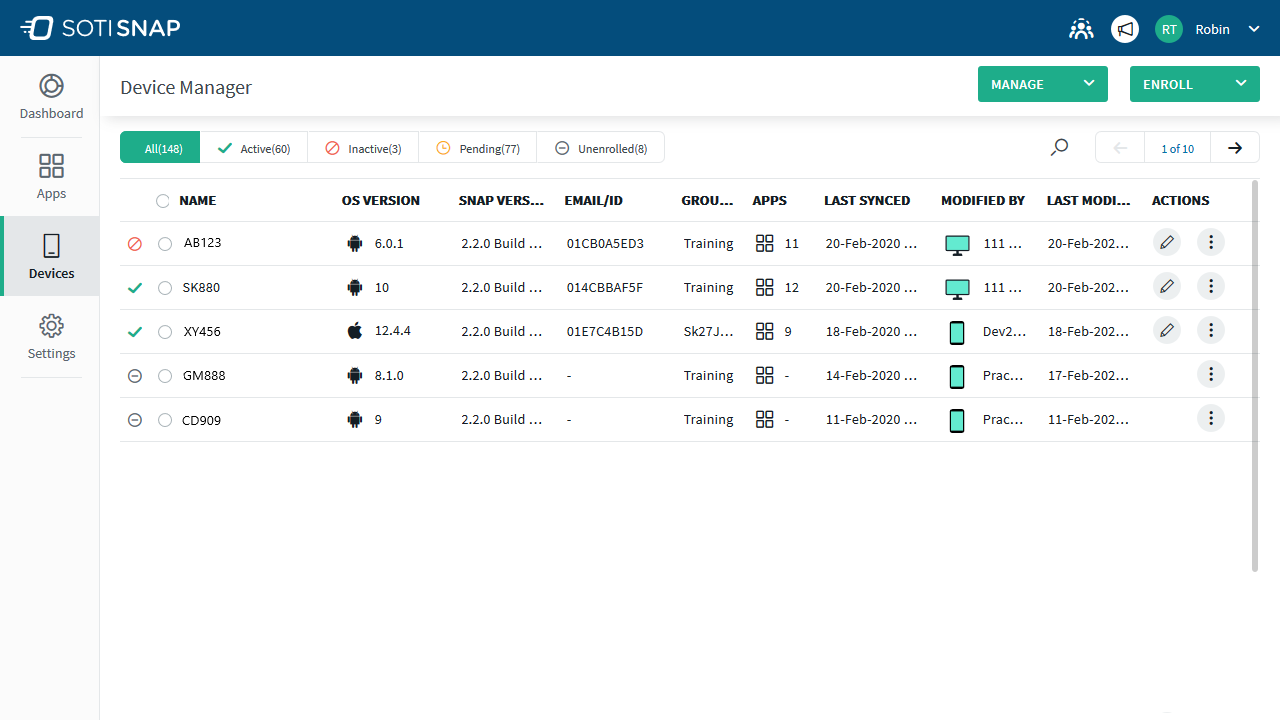 SOTI SNAP
RT Robin
Dashboard
Apps
Devices
Settings
Device Manager
MANAGE
ENROLL
All(148) Active(60) Inactive(3) Pending(77) Unenrolled(8) 1 of 10
NAME OS VERSION SNAP VERS... EMAIL/ID GROU... APPS LAST SYNCED MODIFIED BY LAST MODI... ACTIONS
AB123 6.0.1 2.2.0 Build ... 01CB0A5ED3 Training 11 20-Feb-2020 ... 111 ... 20-Feb-202...
SK880 10 2.2.0 Build ... 014CBBAF5F Training 12 20-Feb-2020 ... 111 ... 20-Feb-202...
XY456 12.4.4 2.2.0 Build ... 01E7C4B15D Sk27J... 9 18-Feb-2020 ... Dev2... 18-Feb-202...
GM888 8.1.0 2.2.0 Build ... - Training - 14-Feb-2020 ... Prac... 17-Feb-202...
CD909 9 2.2.0 Build ... - Training - 11-Feb-2020 ... Prac... 11-Feb-202...